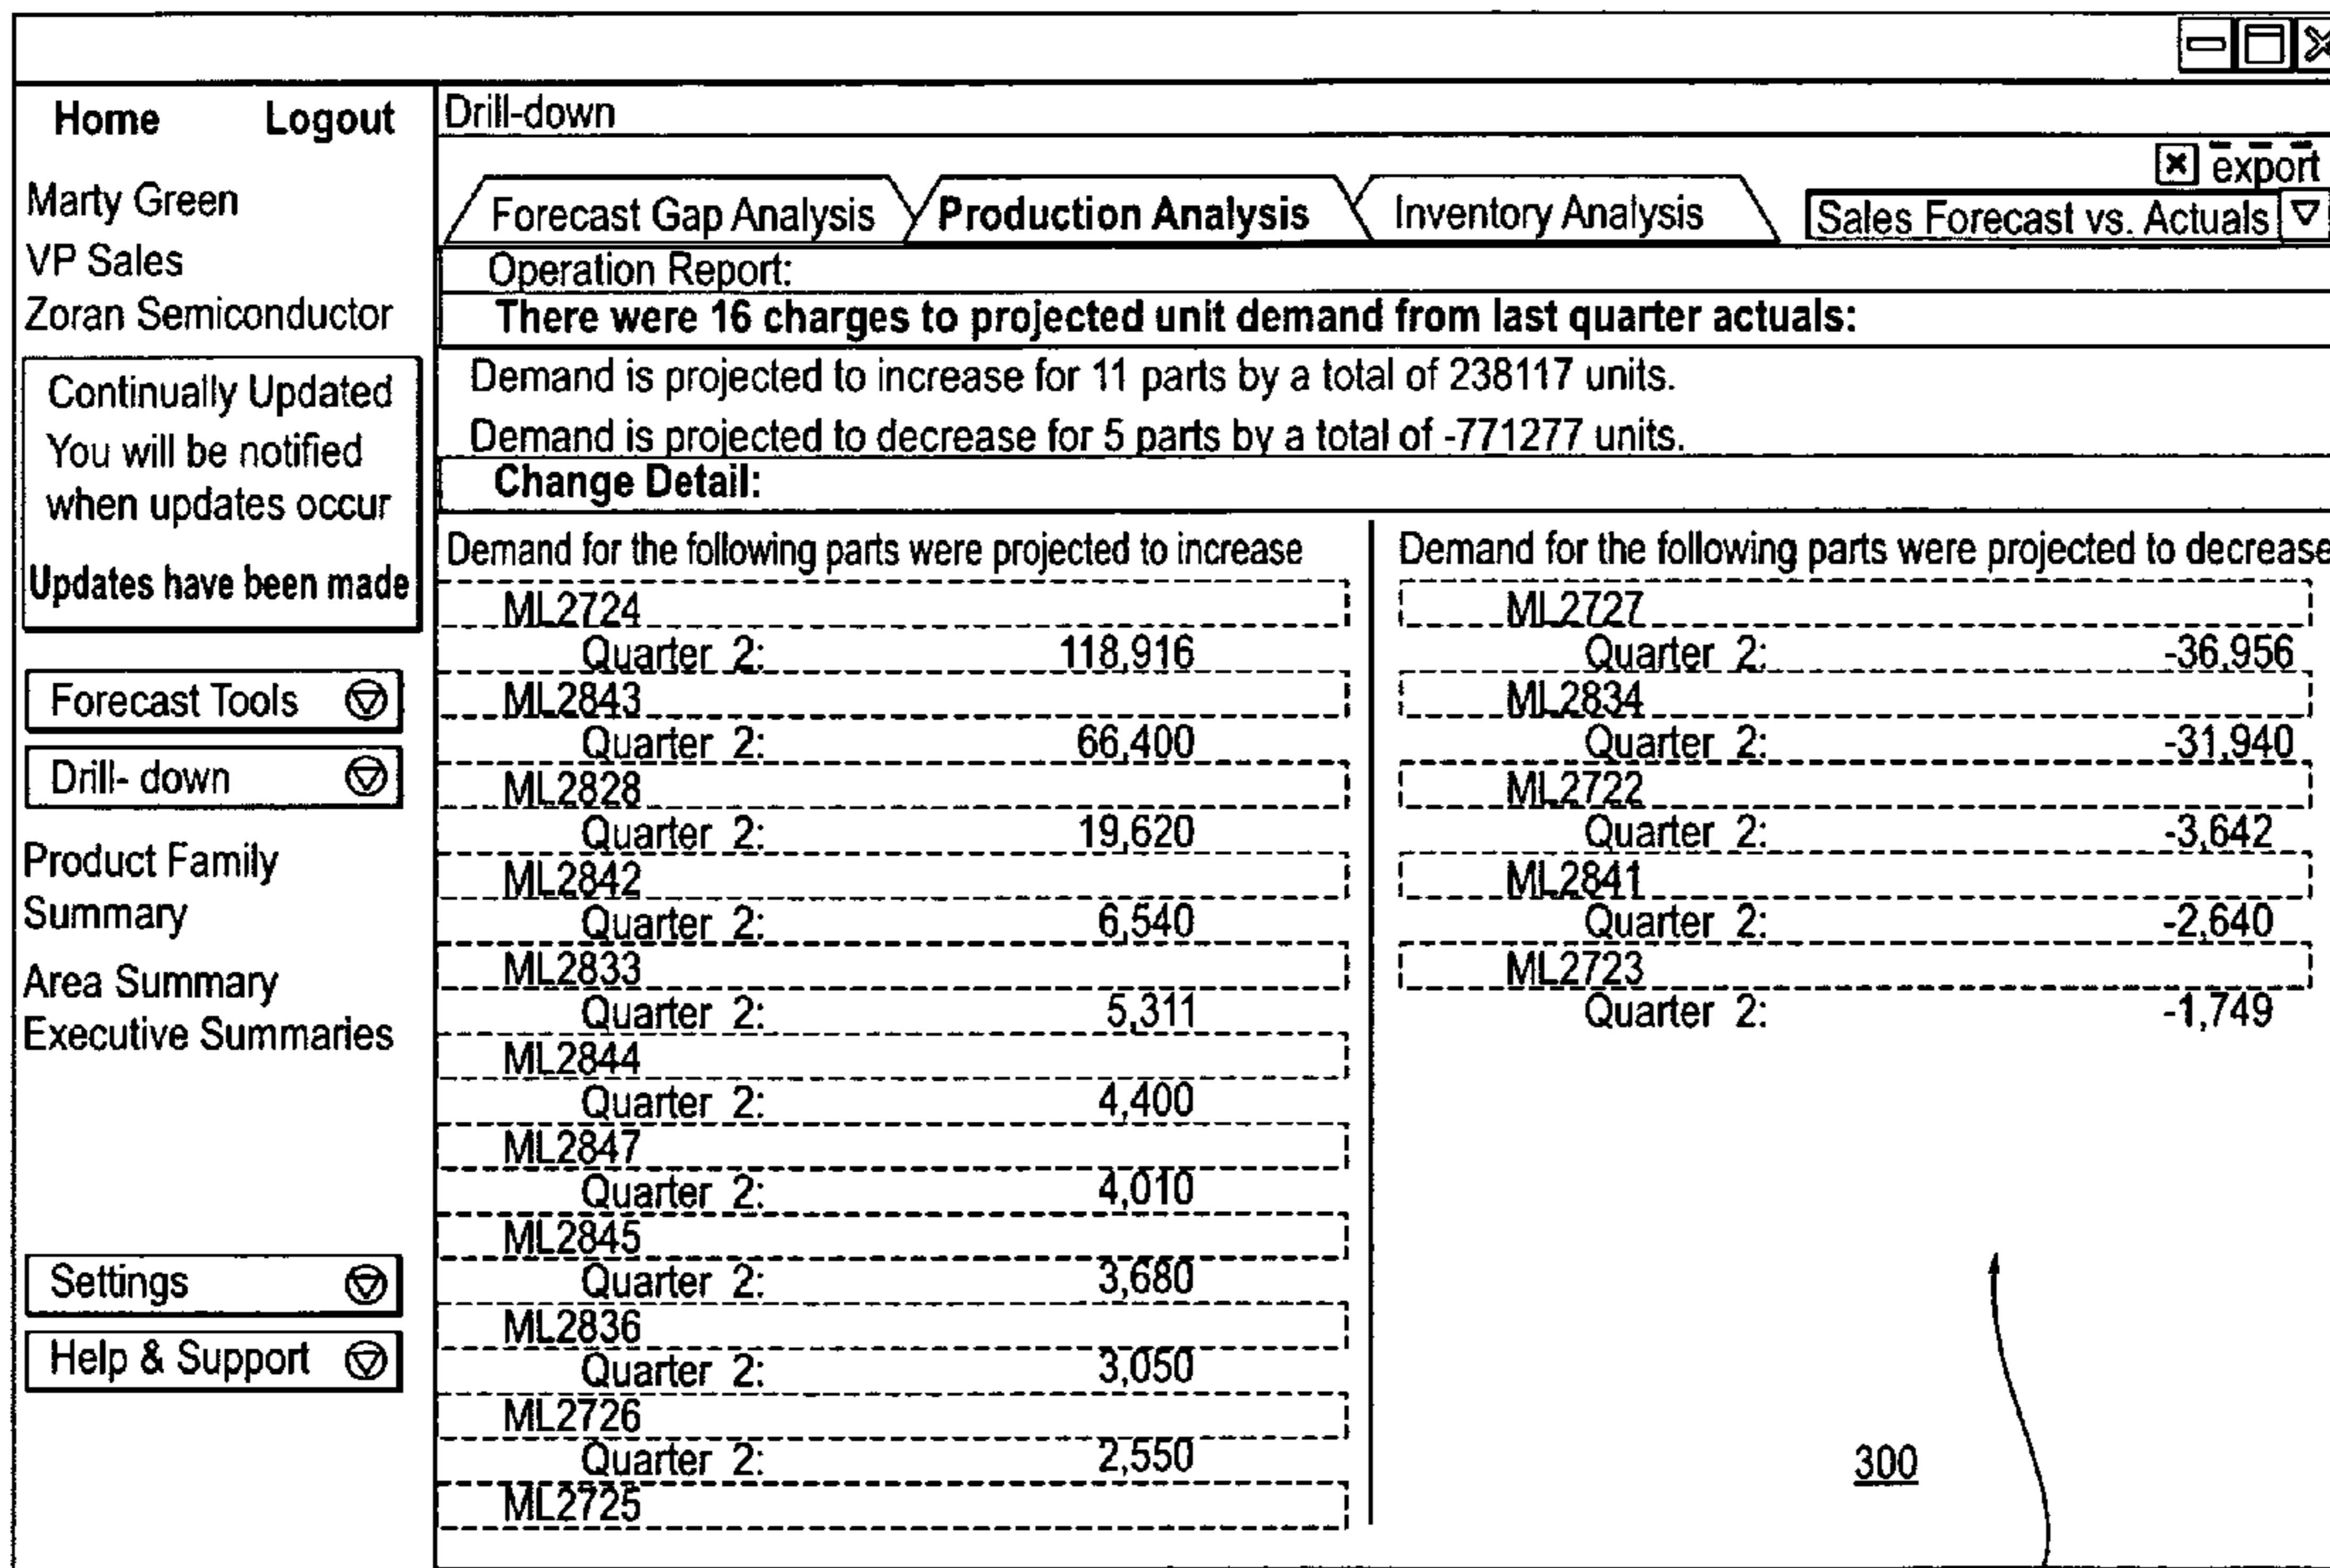 Home Logout
Marty Green
VP Sales
Zoran Semiconductor
Continually Updated
You will be notified
when updates occur
Updates have been made
Forecast Tools
Drill- down
Product Family
Summary
Area Summary
Executive Summaries
Settings
Help & Support
Drill-down
export
Forecast Gap Analysis Production Analysis Inventory Analysis Sales Forecast vs. Actuals
Operation Report:
There were 16 charges to projected unit demand from last quarter actuals:
Demand is projected to increase for 11 parts by a total of 238117 units.
Demand is projected to decrease for 5 parts by a total of -771277 units.
Change Detail:
Demand for the following parts were projected to increase
ML2724
Quarter 2: 118,916
ML2843
Quarter 2: 66,400
ML2828
Quarter 2: 19,620
ML2842
Quarter 2: 6,540
ML2833
Quarter 2: 5,311
ML2844
Quarter 2: 4,400
ML2847
Quarter 2: 4,010
ML2845
Quarter 2: 3,680
ML2836
Quarter 2: 3,050
ML2726
Quarter 2: 2,550
ML2725
Demand for the following parts were projected to decrease
ML2727
Quarter 2: -36,956
ML2834
Quarter 2: -31,940
ML2722
Quarter 2: -3,642
ML2841
Quarter 2: -2,640
ML2723
Quarter 2: -1,749
300